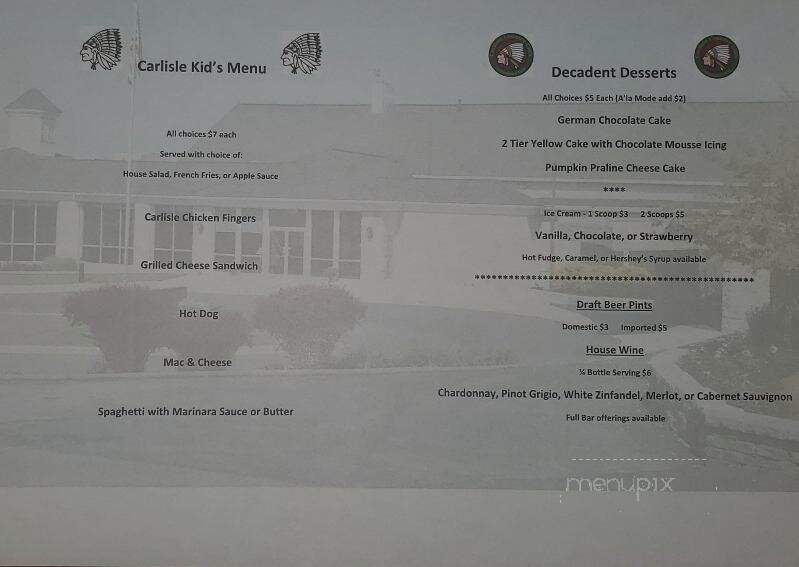 Carlisle Kid's Menu
All choices $7 each
Served with choice of:
House Salad, French Fries, or Apple Sauce
Carlisle Chicken Fingers
Grilled Cheese Sandwich
Hot Dog
Mac & Cheese
Spaghetti with Marinara Sauce or Butter
Decadent Desserts
All Choices $5 Each (A'la Mode add $2)
German Chocolate Cake
2 Tier Yellow Cake with Chocolate Mousse Icing
Pumpkin Praline Cheese Cake
****
Ice Cream - 1 Scoop $3 2 Scoops $5
Vanilla, Chocolate, or Strawberry
Hot Fudge, Caramel, or Hershey's Syrup available
************************************************
Draft Beer Pints
Domestic $3 Imported $5
House Wine
¼ Bottle Serving $6
Chardonnay, Pinot Grigio, White Zinfandel, Merlot, or Cabernet Sauvignon
Full Bar offerings available
menupix